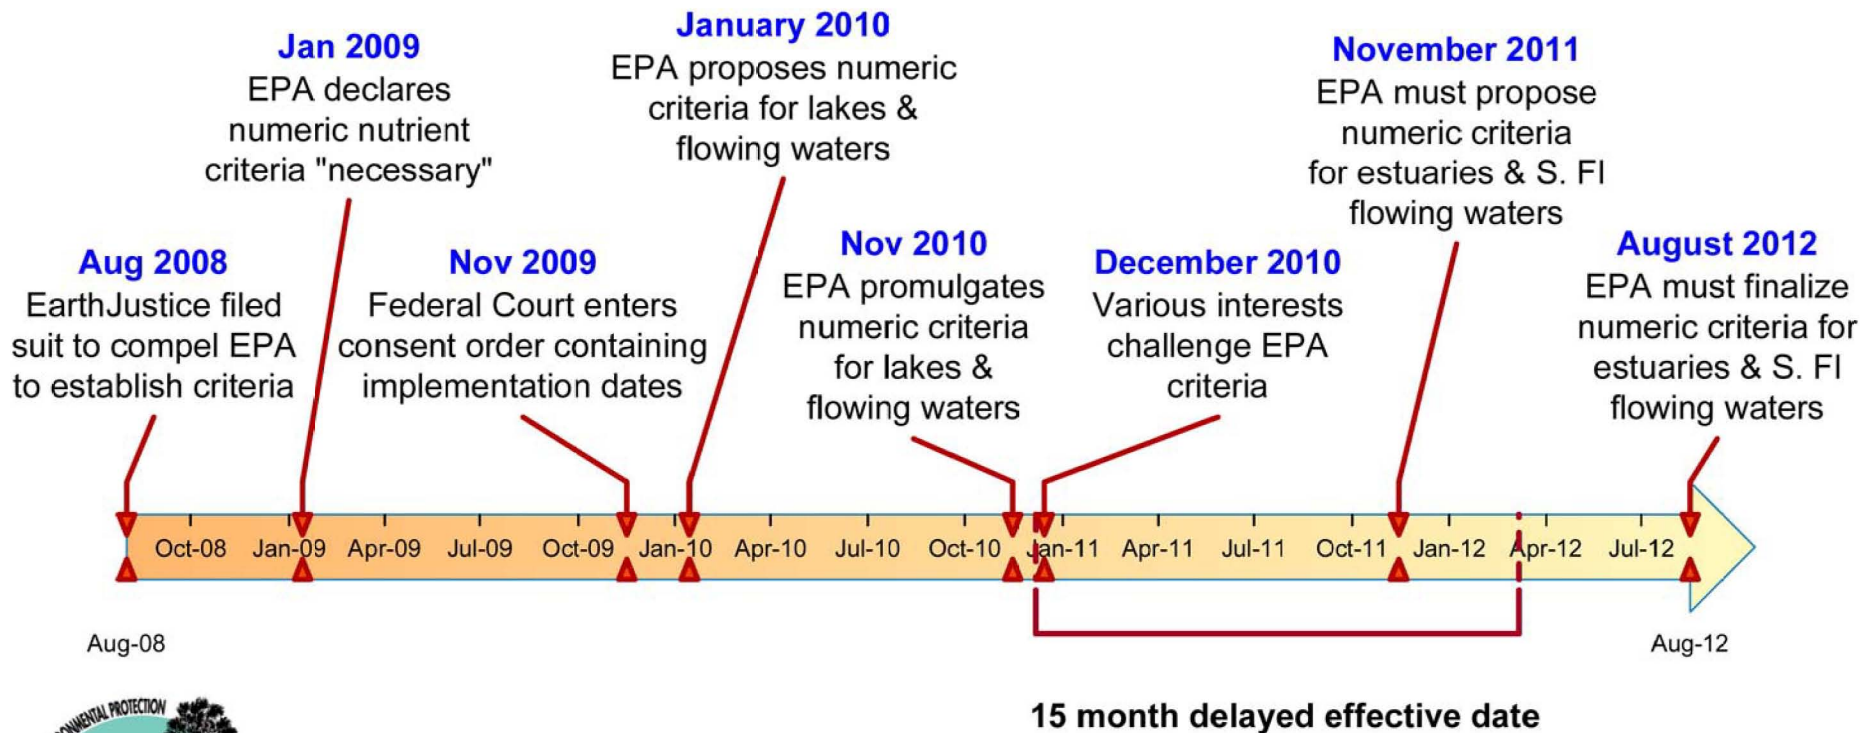 Jan 2009
EPA declares
numeric nutrient
criteria "necessary"
January 2010
EPA proposes numeric
criteria for lakes &
flowing waters
November 2011
EPA must propose
numeric criteria
for estuaries & S. Fl
flowing waters
Aug 2008
EarthJustice filed
suit to compel EPA
to establish criteria
Nov 2009
Federal Court enters
consent order containing
implementation dates
Nov 2010
EPA promulgates
numeric criteria
for lakes &
flowing waters
December 2010
Various interests
challenge EPA
criteria
August 2012
EPA must finalize
numeric criteria for
estuaries & S. Fl
flowing waters
Oct-08 Jan-09 Apr-09 Jul-09 Oct-09 Jan-10 Apr-10 Jul-10 Oct-10 Jan-11 Apr-11 Jul-11 Oct-11 Jan-12 Apr-12 Jul-12
Aug-08 Aug-12
15 month delayed effective date
PROTECTION